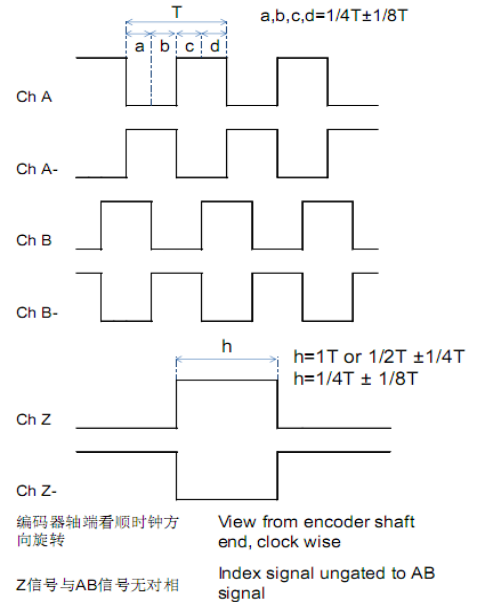 T
a,b,c,d=1/4T±1/8T
a b c d
Ch A
Ch A-
Ch B
Ch B-
h
h=1T or 1/2T ±1/4T
h=1/4T ± 1/8T
Ch Z
Ch Z-
编码器轴端看顺时钟方
向旋转
View from encoder shaft
end, clock wise
Z信号与AB信号无对相
Index signal ungated to AB
signal